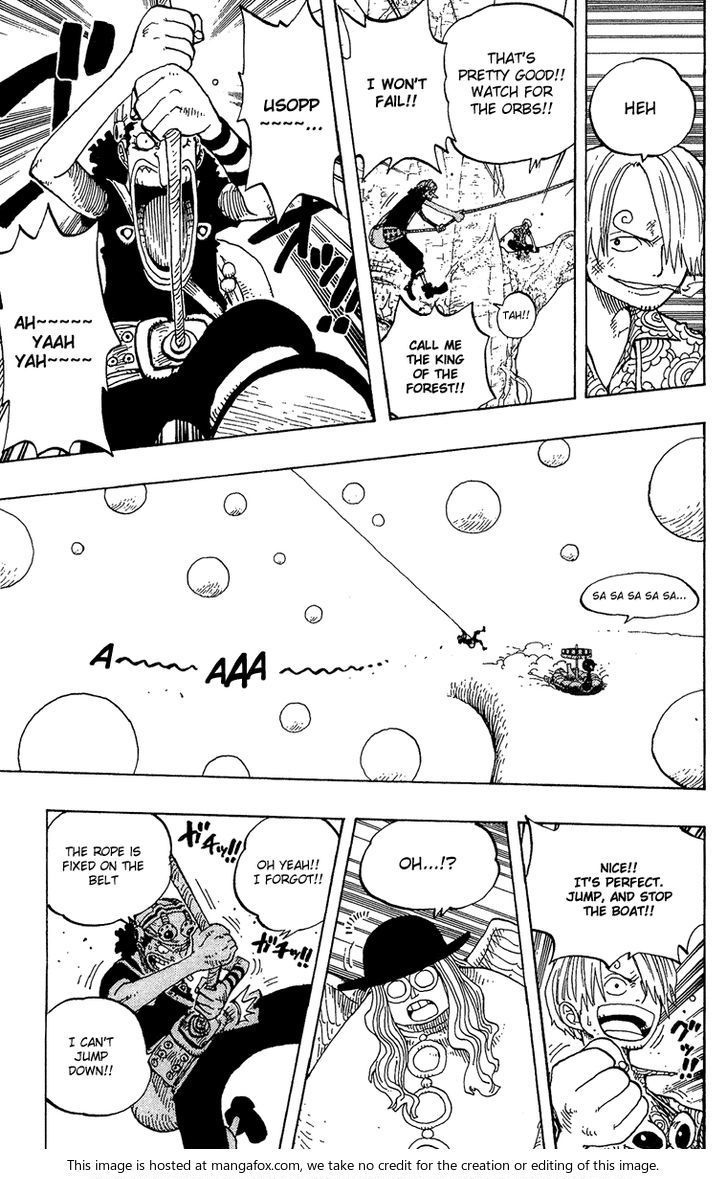 HEH
THAT'S
PRETTY GOOD!!
WATCH FOR
THE ORBS!!
I WON'T
FAIL!!
TAH!!
CALL ME
THE KING
OF THE
FOREST!!
USOPP
~~~~...
AH~~~~~
YAAH
YAH~~~~
SA SA SA SA SA...
A~
AAA~
NICE!!
IT'S PERFECT.
JUMP, AND STOP
THE BOAT!!
OH...!?
OH YEAH!!
I FORGOT!!
THE ROPE IS
FIXED ON THE
BELT
I CAN'T
JUMP
DOWN!!
This image is hosted at mangafox.com, we take no credit for the creation or editing of this image.